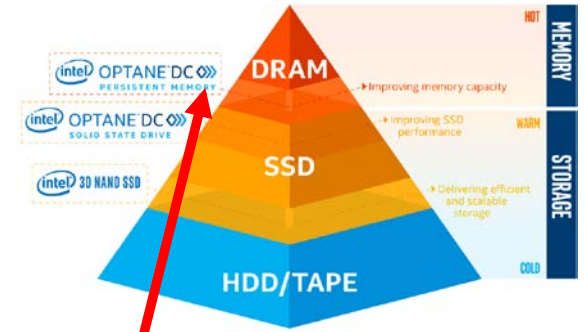 HOT
MEMORY
DRAM
intel OPTANE DC
PERSISTENT MEMORY
Improving memory capacity
intel OPTANE DC
SOLID STATE DRIVE
Improving SSD
performance
WARM
STORAGE
SSD
intel 3D NAND SSD
Delivering efficient
and scalable
storage
HDD/TAPE
COLD